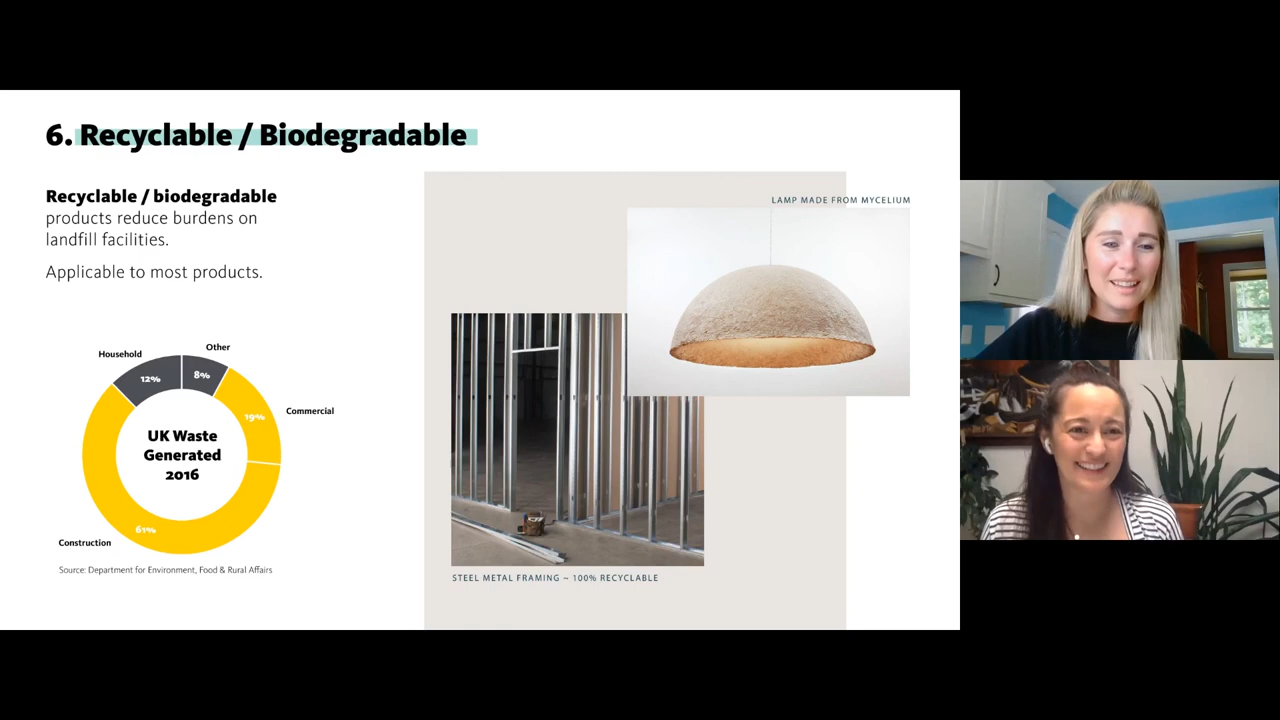 6. Recyclable / Biodegradable
Recyclable / biodegradable
products reduce burdens on
landfill facilities.
Applicable to most products.
LAMP MADE FROM MYCELIUM
Other
Household
12%
8%
19%
Commercial
UK Waste
Generated
2016
61%
Construction
Source: Department for Environment, Food & Rural Affairs
STEEL METAL FRAMING ~ 100% RECYCLABLE